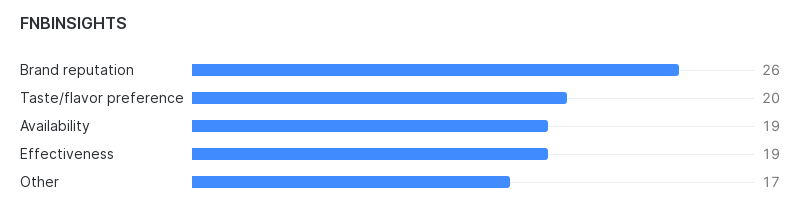 FNBINSIGHTS
Brand reputation 26
Taste/flavor preference 20
Availability 19
Effectiveness 19
Other 17